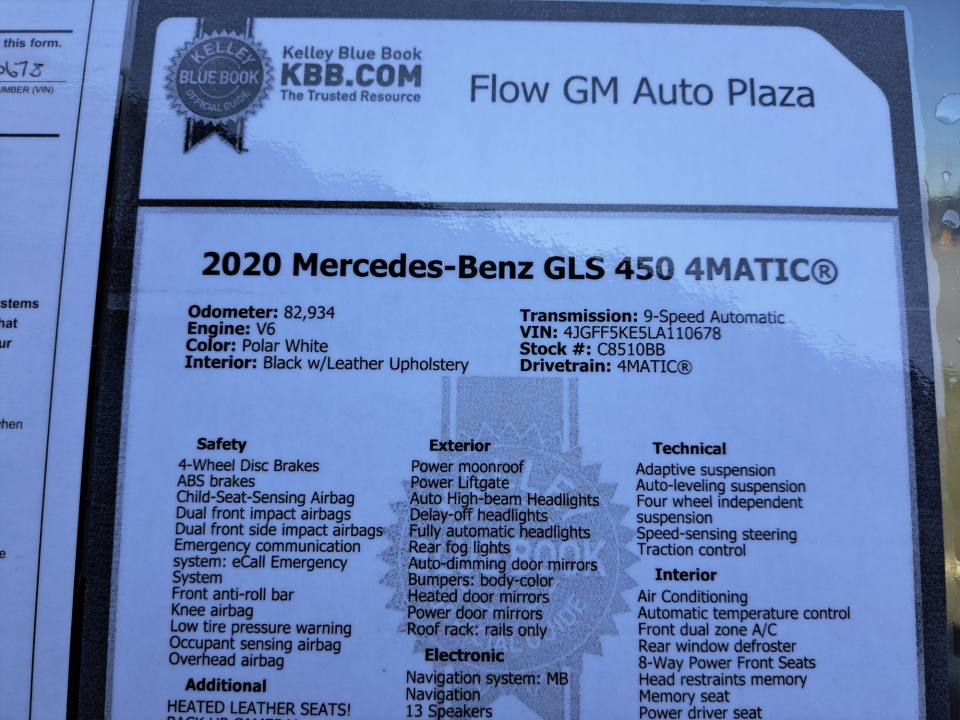 this form.
UMBER (VIN)
stems
hat
ur
hen
e
KELLEY
BLUE BOOK
OFFICIAL GUIDE
Kelley Blue Book
KBB.COM
The Trusted Resource
Flow GM Auto Plaza
2020 Mercedes-Benz GLS 450 4MATIC®
Odometer: 82,934
Engine: V6
Color: Polar White
Interior: Black w/Leather Upholstery
Transmission: 9-Speed Automatic
VIN: 4JGFF5KE5LA110678
Stock #: C8510BB
Drivetrain: 4MATIC®
Safety
4-Wheel Disc Brakes
ABS brakes
Child-Seat-Sensing Airbag
Dual front impact airbags
Dual front side impact airbags
Emergency communication
system: eCall Emergency
System
Front anti-roll bar
Knee airbag
Low tire pressure warning
Occupant sensing airbag
Overhead airbag
Additional
HEATED LEATHER SEATS!
Exterior
Power moonroof
Power Liftgate
Auto High-beam Headlights
Delay-off headlights
Fully automatic headlights
Rear fog lights
Auto-dimming door mirrors
Bumpers: body-color
Heated door mirrors
Power door mirrors
Roof rack: rails only
Electronic
Navigation system: MB
Navigation
13 Speakers
Technical
Adaptive suspension
Auto-leveling suspension
Four wheel independent
suspension
Speed-sensing steering
Traction control
Interior
Air Conditioning
Automatic temperature control
Front dual zone A/C
Rear window defroster
8-Way Power Front Seats
Head restraints memory
Memory seat
Power driver seat